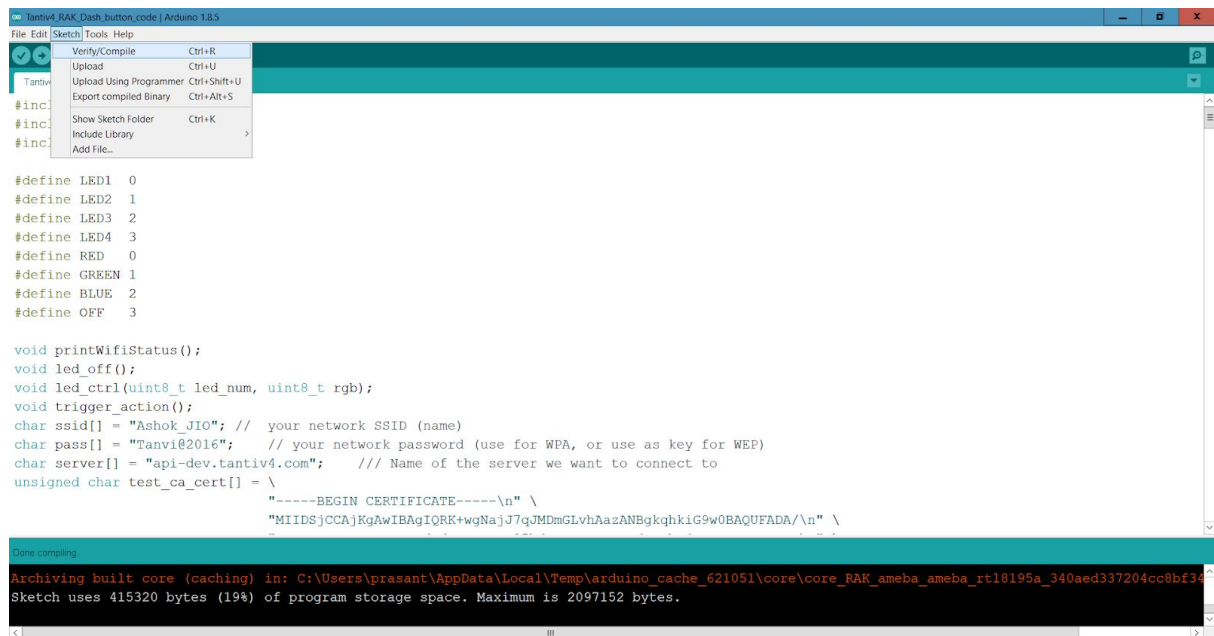 Tantiv4_RAK_Dash_button_code | Arduino 1.8.5
File Edit Sketch Tools Help
Verify/Compile Ctrl+R
Upload Ctrl+U
Upload Using Programmer Ctrl+Shift+U
Export compiled Binary Ctrl+Alt+S
Show Sketch Folder Ctrl+K
Include Library
Add File...
Tantiv
#incl
#incl
#incl
#define LED1 0
#define LED2 1
#define LED3 2
#define LED4 3
#define RED 0
#define GREEN 1
#define BLUE 2
#define OFF 3
void printWifiStatus();
void led_off();
void led_ctrl(uint8_t led_num, uint8_t rgb);
void trigger_action();
char ssid[] = "Ashok_JIO"; // your network SSID (name)
char pass[] = "Tanvi@2016"; // your network password (use for WPA, or use as key for WEP)
char server[] = "api-dev.tantiv4.com"; /// Name of the server we want to connect to
unsigned char test_ca_cert[] = \
"-----BEGIN CERTIFICATE-----\n" \
"MIIDSjCCAjKgAwIBAgIQRK+wgNajJ7qJMDmGLvhAazANBgkqhkiG9w0BAQUFADA/\n" \
Done compiling
Archiving built core (caching) in: C:\Users\prasant\AppData\Local\Temp\arduino_cache_621051\core\core_RAK_ameba_ameba_rtl8195a_340aed337204cc8bf34
Sketch uses 415320 bytes (19%) of program storage space. Maximum is 2097152 bytes.